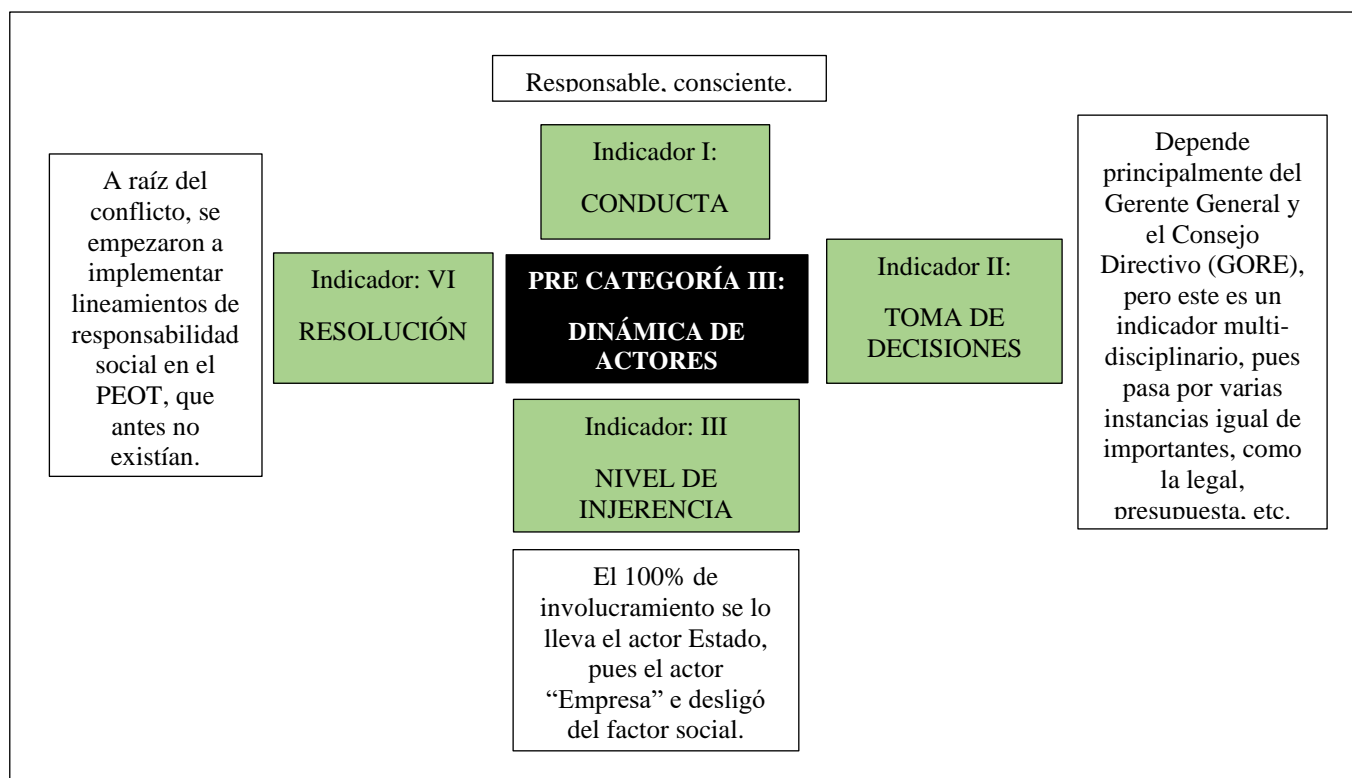 Responsable, consciente.
Indicador I:
CONDUCTA
A raíz del
conflicto, se
empezaron a
implementar
lineamientos de
responsabilidad
social en el
PEOT, que
antes no
existían.
Indicador: VI
RESOLUCIÓN
PRE CATEGORÍA III:
DINÁMICA DE
ACTORES
Indicador II:
TOMA DE
DECISIONES
Depende
principalmente del
Gerente General y
el Consejo
Directivo (GORE),
pero este es un
indicador multi-
disciplinario, pues
pasa por varias
instancias igual de
importantes, como
la legal,
presupuesta, etc.
Indicador: III
NIVEL DE
INJERENCIA
El 100% de
involucramiento se lo
lleva el actor Estado,
pues el actor
“Empresa” e desligó
del factor social.